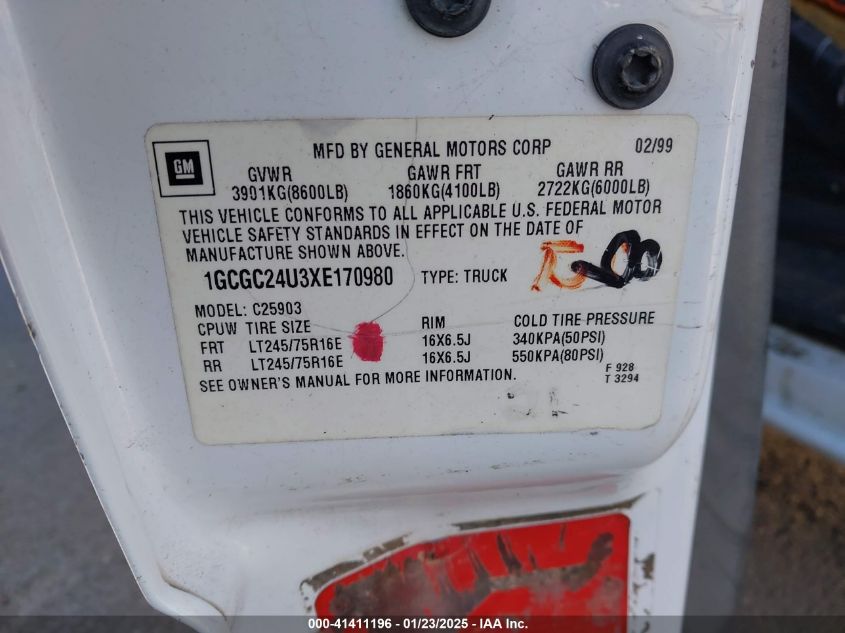 GM
MFD BY GENERAL MOTORS CORP 02/99
GVWR GAWR FRT GAWR RR
3901KG(8600LB) 1860KG(4100LB) 2722KG(6000LB)
THIS VEHICLE CONFORMS TO ALL APPLICABLE U.S. FEDERAL MOTOR
VEHICLE SAFETY STANDARDS IN EFFECT ON THE DATE OF
MANUFACTURE SHOWN ABOVE.
1GCGC24U3XE170980 TYPE: TRUCK
MODEL: C25903
CPUW TIRE SIZE RIM COLD TIRE PRESSURE
FRT LT245/75R16E 16X6.5J 340KPA(50PSI)
RR LT245/75R16E 16X6.5J 550KPA(80PSI)
SEE OWNER'S MANUAL FOR MORE INFORMATION.
F 928
T 3294
000-41411196 — 01/23/2025 - IAA Inc.